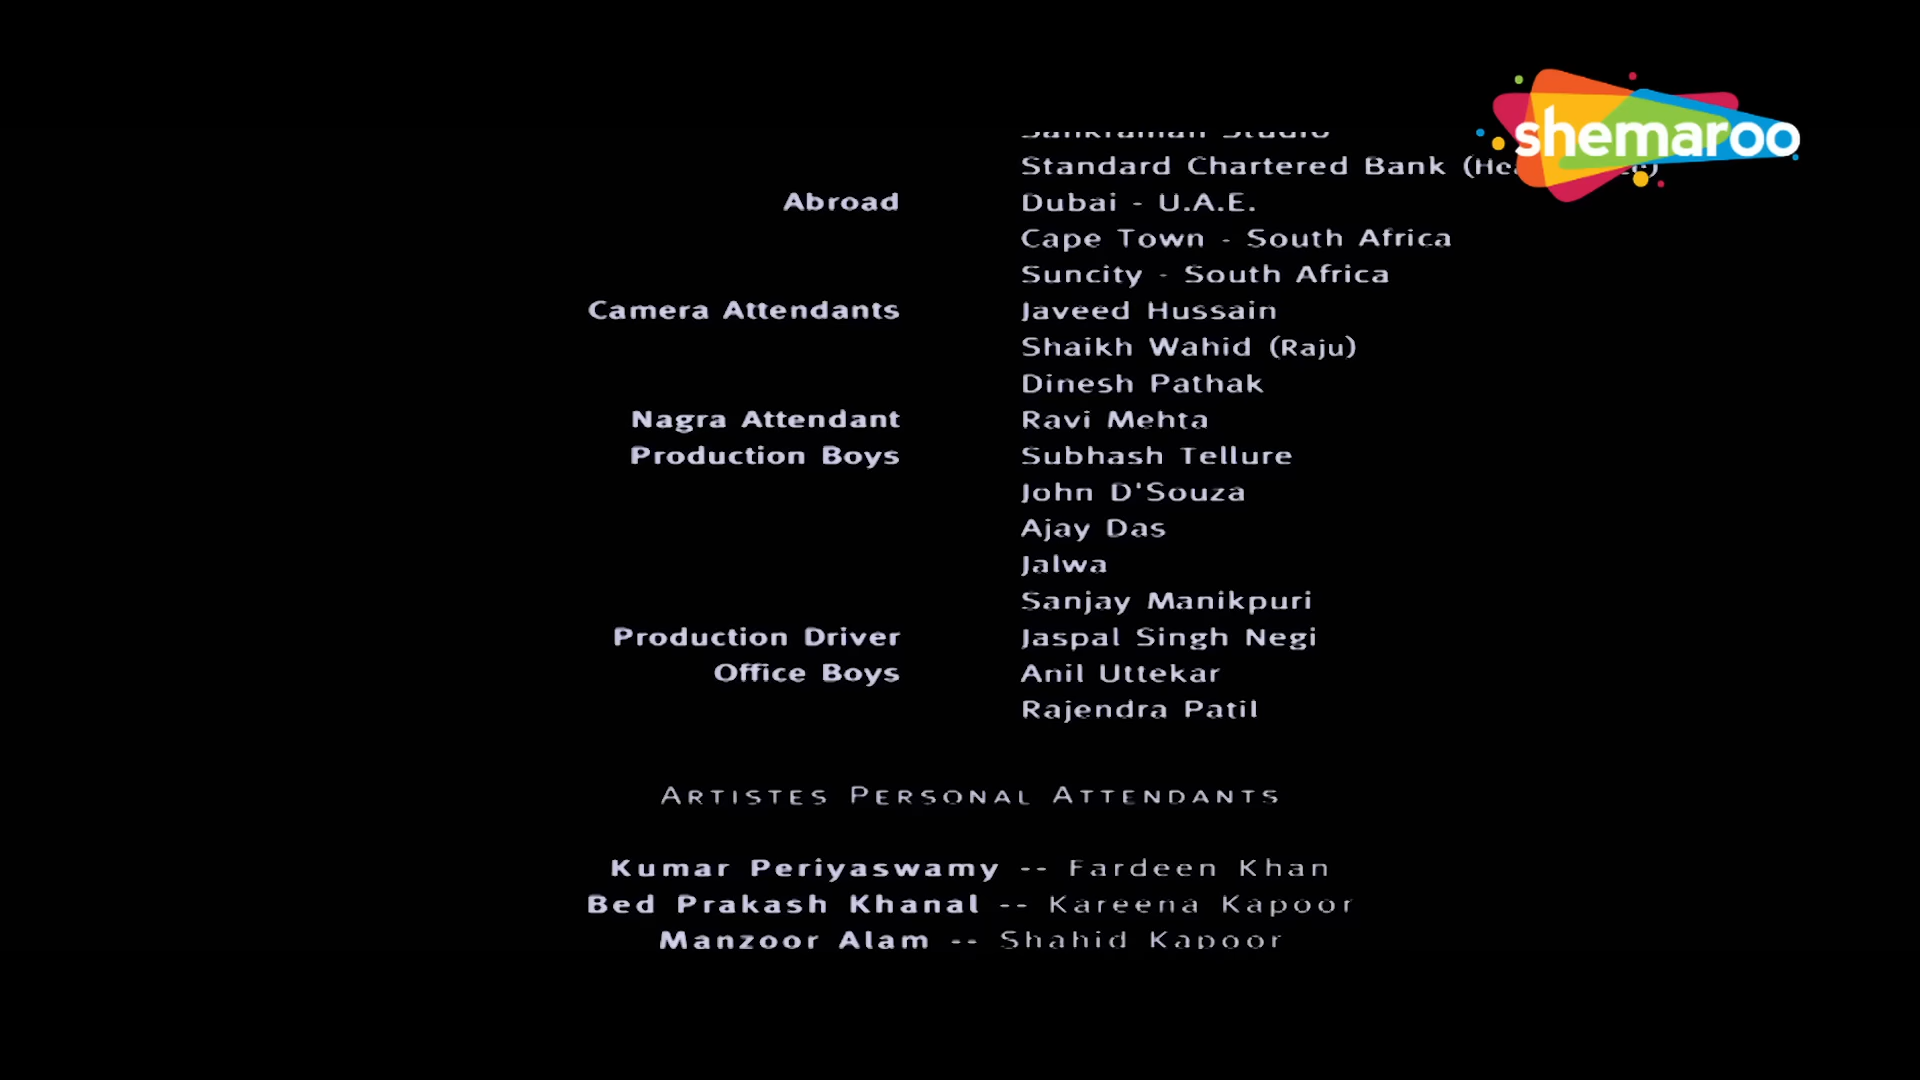 Sankraman Studio
Standard Chartered Bank
Abroad Dubai - U.A.E.
Cape Town - South Africa
Suncity - South Africa
Camera Attendants Javeed Hussain
Shaikh Wahid (Raju)
Dinesh Pathak
Nagra Attendant Ravi Mehta
Production Boys Subhash Tellure
John D'Souza
Ajay Das
Jalwa
Sanjay Manikpuri
Production Driver Jaspal Singh Negi
Office Boys Anil Uttekar
Rajendra Patil
ARTISTES PERSONAL ATTENDANTS
Kumar Periyaswamy -- Fardeen Khan
Bed Prakash Khanal -- Kareena Kapoor
Manzoor Alam -- Shahid Kapoor
shemaroo